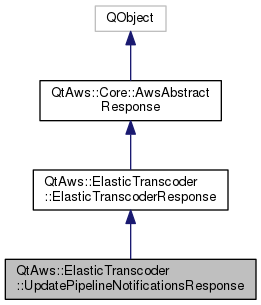 QObject
QtAws::Core::AwsAbstract
Response
QtAws::ElasticTranscoder
::ElasticTranscoderResponse
QtAws::ElasticTranscoder
::UpdatePipelineNotificationsResponse